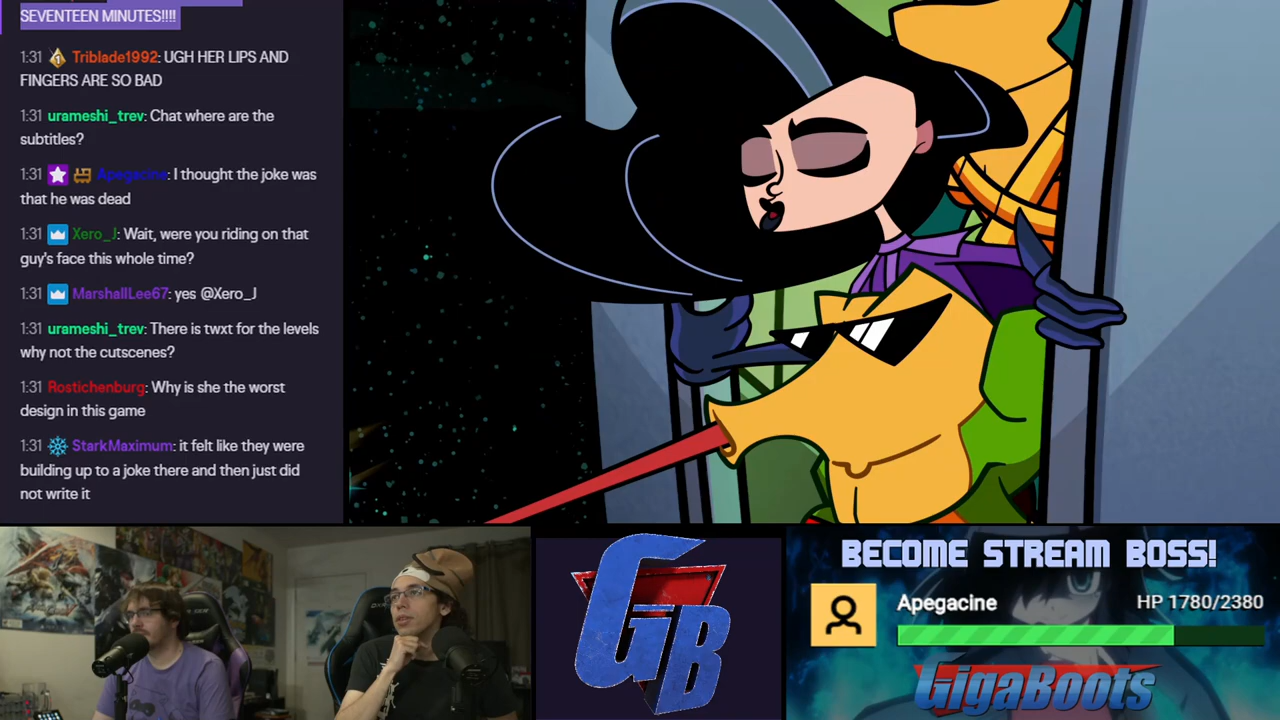 SEVENTEEN MINUTES!!!!
1:31 1 Triblade1992: UGH HER LIPS AND
FINGERS ARE SO BAD
1:31 urameshi_trev: Chat where are the
subtitles?
1:31 Apegacine: I thought the joke was
that he was dead
1:31 Xero_J: Wait, were you riding on that
guy's face this whole time?
1:31 MarshallLee67: yes @Xero_J
1:31 urameshi_trev: There is twxt for the levels
why not the cutscenes?
1:31 Rostichenburg: Why is she the worst
design in this game
1:31 StarkMaximum: it felt like they were
building up to a joke there and then just did
not write it
GB
BECOME STREAM BOSS!
Apegacine HP 1780/2380
GIGABOOTS